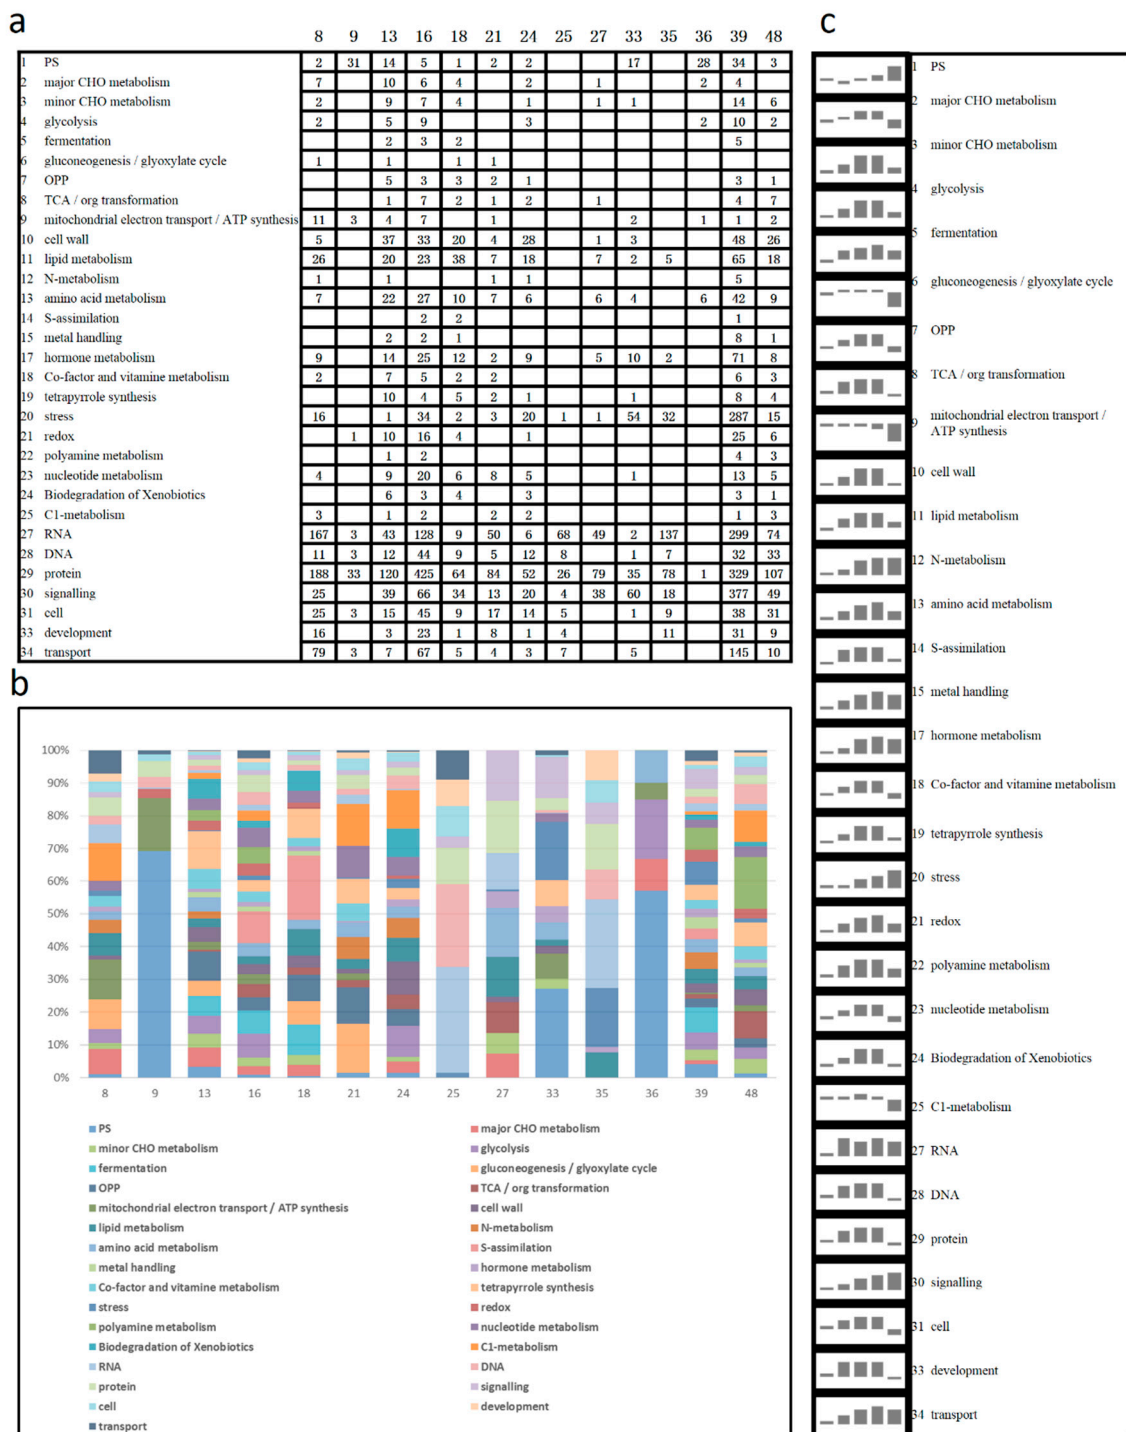 a
8 9 13 16 18 21 24 25 27 33 35 36 39 48
1 PS 2 31 14 5 1 2 2 17 28 34 3
2 major CHO metabolism 7 10 6 4 2 1 2 4
3 minor CHO metabolism 2 9 7 4 1 1 1 14 6
4 glycolysis 2 5 9 3 2 10 2
5 fermentation 2 3 2 5
6 gluconeogenesis / glyoxylate cycle 1 1 1 1
7 OPP 5 3 3 2 1 3 1
8 TCA / org transformation 1 7 2 1 2 1 4 7
9 mitochondrial electron transport / ATP synthesis 11 3 4 7 1 2 1 1 2
10 cell wall 5 37 33 20 4 28 1 3 48 26
11 lipid metabolism 26 20 23 38 7 18 7 2 5 65 18
12 N-metabolism 1 1 1 1 5
13 amino acid metabolism 7 22 27 10 7 6 6 4 6 42 9
14 S-assimilation 2 2 1
15 metal handling 2 2 1 8 1
17 hormone metabolism 9 14 25 12 2 9 5 10 2 71 8
18 Co-factor and vitamine metabolism 2 7 5 2 2 6 3
19 tetrapyrrole synthesis 10 4 5 2 1 1 8 4
20 stress 16 1 34 2 3 20 1 1 54 32 287 15
21 redox 1 10 16 4 1 25 6
22 polyamine metabolism 1 2 4 3
23 nucleotide metabolism 4 9 20 6 8 5 1 13 5
24 Biodegradation of Xenobiotics 6 3 4 3 3 1
25 C1-metabolism 3 1 2 2 2 1 3
27 RNA 167 3 43 128 9 50 6 68 49 2 137 299 74
28 DNA 11 3 12 44 9 5 12 8 1 7 32 33
29 protein 188 33 120 425 64 84 52 26 79 35 78 1 329 107
30 signalling 25 39 66 34 13 20 4 38 60 18 377 49
31 cell 25 3 15 45 9 17 14 5 1 9 38 31
33 development 16 3 23 1 8 1 4 11 31 9
34 transport 79 3 7 67 5 4 3 7 5 145 10
b
100%
90%
80%
70%
60%
50%
40%
30%
20%
10%
0%
8 9 13 16 18 21 24 25 27 33 35 36 39 48
PS major CHO metabolism
minor CHO metabolism glycolysis
fermentation gluconeogenesis / glyoxylate cycle
OPP TCA / org transformation
mitochondrial electron transport / ATP synthesis cell wall
lipid metabolism N-metabolism
amino acid metabolism S-assimilation
metal handling hormone metabolism
Co-factor and vitamine metabolism tetrapyrrole synthesis
stress redox
polyamine metabolism nucleotide metabolism
Biodegradation of Xenobiotics C1-metabolism
RNA DNA
protein signalling
cell development
transport
c
1 PS
2 major CHO metabolism
3 minor CHO metabolism
4 glycolysis
5 fermentation
6 gluconeogenesis / glyoxylate cycle
7 OPP
8 TCA / org transformation
9 mitochondrial electron transport /
ATP synthesis
10 cell wall
11 lipid metabolism
12 N-metabolism
13 amino acid metabolism
14 S-assimilation
15 metal handling
17 hormone metabolism
18 Co-factor and vitamine metabolism
19 tetrapyrrole synthesis
20 stress
21 redox
22 polyamine metabolism
23 nucleotide metabolism
24 Biodegradation of Xenobiotics
25 C1-metabolism
27 RNA
28 DNA
29 protein
30 signalling
31 cell
33 development
34 transport